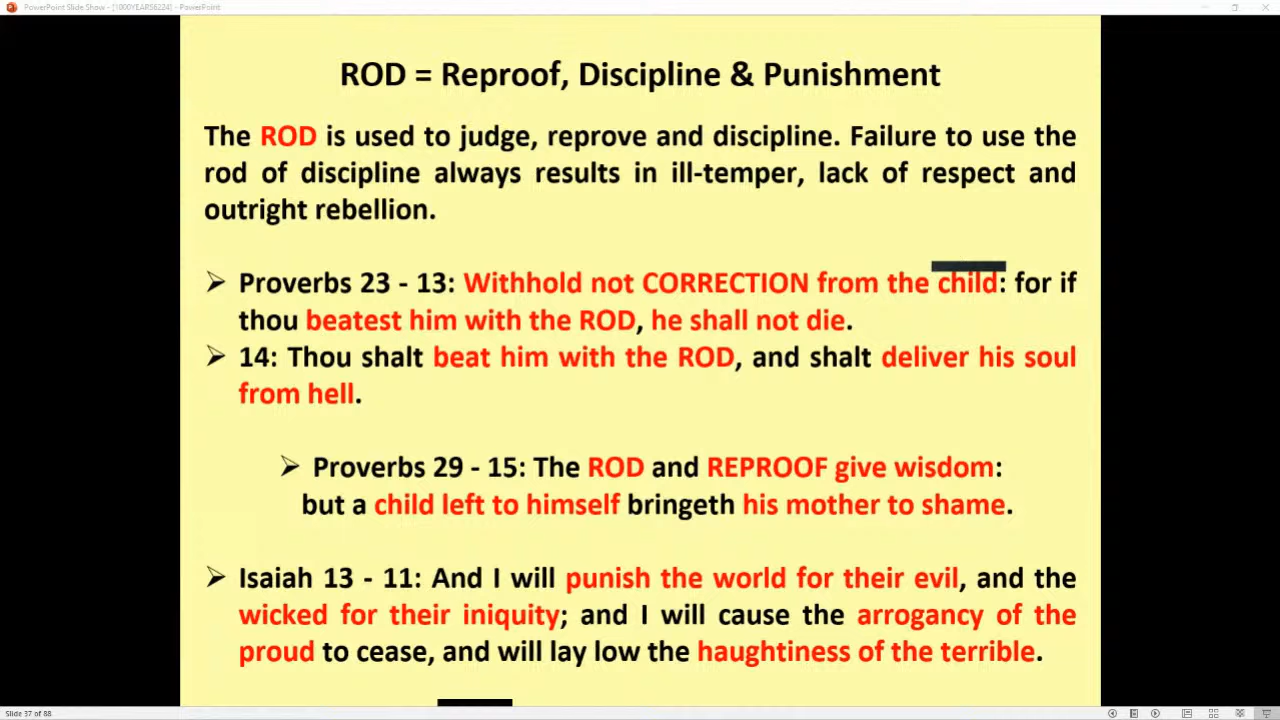 PowerPoint Slide Show - [1000YEARS6224] - PowerPoint
ROD = Reproof, Discipline & Punishment
The ROD is used to judge, reprove and discipline. Failure to use the
rod of discipline always results in ill-temper, lack of respect and
outright rebellion.
➢ Proverbs 23 - 13: Withhold not CORRECTION from the child: for if
thou beatest him with the ROD, he shall not die.
➢ 14: Thou shalt beat him with the ROD, and shalt deliver his soul
from hell.
➢ Proverbs 29 - 15: The ROD and REPROOF give wisdom:
but a child left to himself bringeth his mother to shame.
➢ Isaiah 13 - 11: And I will punish the world for their evil, and the
wicked for their iniquity; and I will cause the arrogancy of the
proud to cease, and will lay low the haughtiness of the terrible.
Slide 37 of 88